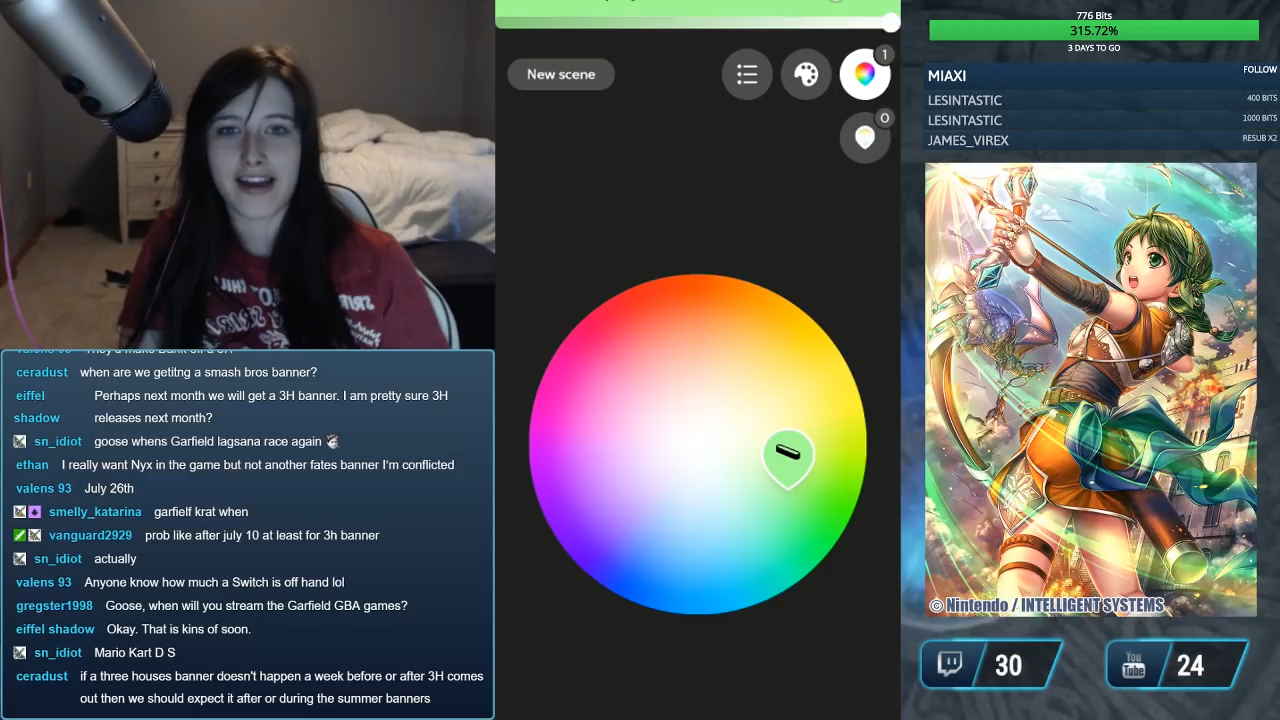 776 Bits
315.72%
3 DAYS TO GO
New scene
1
0
MIAXI FOLLOW
LESINTASTIC 400 BITS
LESINTASTIC 1000 BITS
JAMES_VIREX RESUB X2
ceradust when are we getitng a smash bros banner?
eiffel shadow Perhaps next month we will get a 3H banner. I am pretty sure 3H
releases next month?
sn_idiot goose whens Garfield lagsana race again
ethan I really want Nyx in the game but not another fates banner I'm conflicted
valens 93 July 26th
smelly_katarina garfielf krat when
vanguard2929 prob like after july 10 at least for 3h banner
sn_idiot actually
valens 93 Anyone know how much a Switch is off hand lol
gregster1998 Goose, when will you stream the Garfield GBA games?
eiffel shadow Okay. That is kins of soon.
sn_idiot Mario Kart D S
ceradust if a three houses banner doesn't happen a week before or after 3H comes
out then we should expect it after or during the summer banners
© Nintendo / INTELLIGENT SYSTEMS
30
You
Tube
24